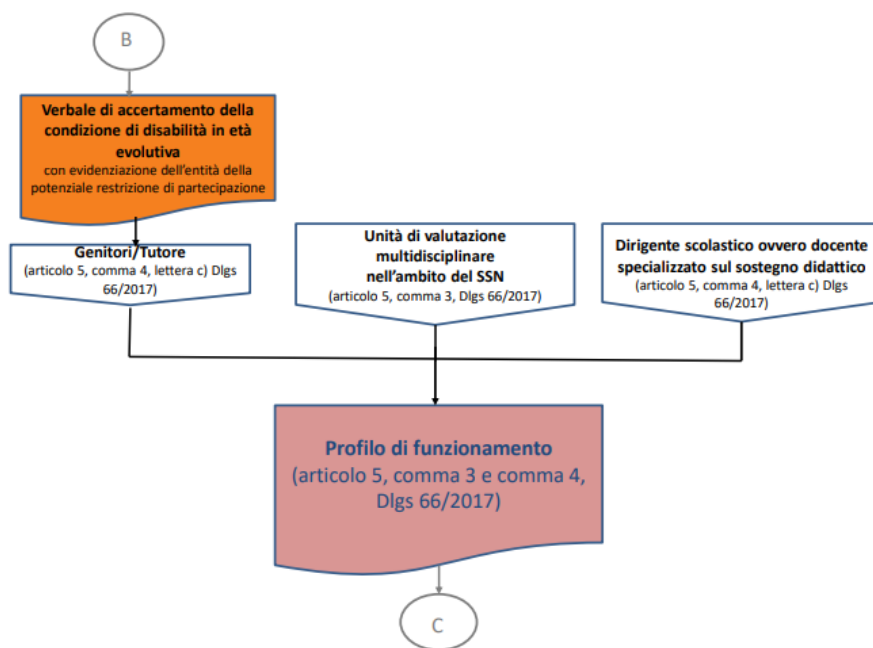 B
Verbale di accertamento della
condizione di disabilità in età
evolutiva
con evidenziazione dell'entità della
potenziale restrizione di partecipazione
Genitori/Tutore
(articolo 5, comma 4, lettera c) Dlgs
66/2017)
Unità di valutazione
multidisciplinare
nell'ambito del SSN
(articolo 5, comma 3, Dlgs 66/2017)
Dirigente scolastico ovvero docente
specializzato sul sostegno didattico
(articolo 5, comma 4, lettera c) Dlgs
66/2017)
Profilo di funzionamento
(articolo 5, comma 3 e comma 4,
Dlgs 66/2017)
C